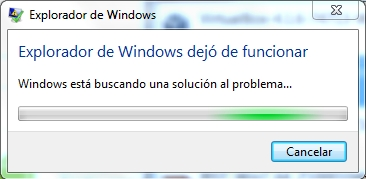 Explorador de Windows
Explorador de Windows dejó de funcionar
Windows está buscando una solución al problema...
Cancelar